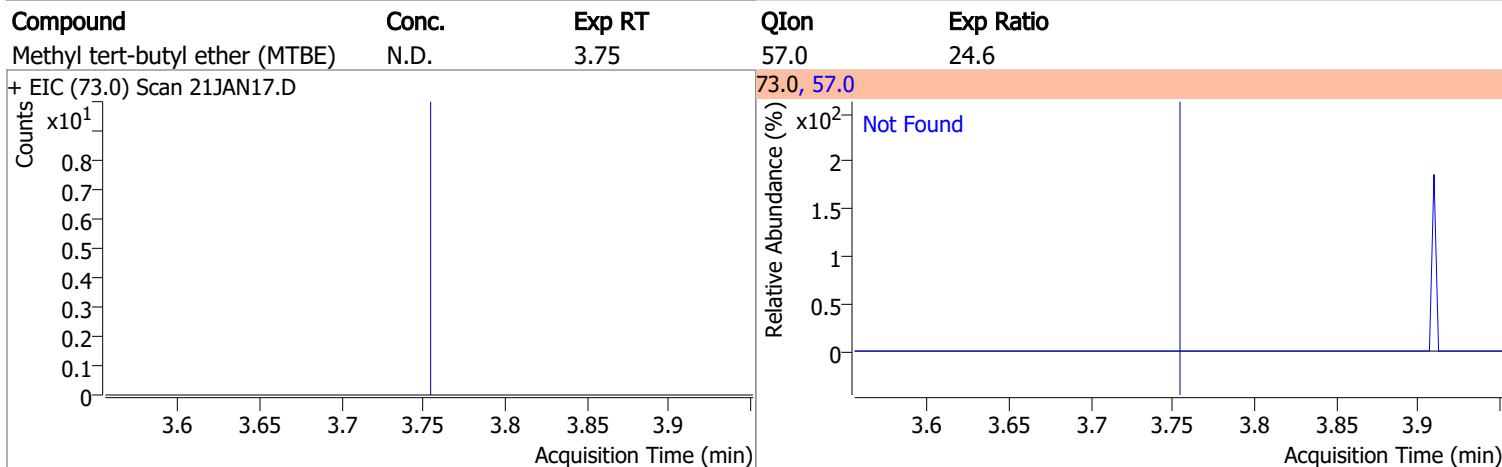 Compound Conc. Exp RT QIon Exp Ratio
Methyl tert-butyl ether (MTBE) N.D. 3.75 57.0 24.6
+ EIC (73.0) Scan 21JAN17.D
Counts
x10¹
0.8
0.7
0.6
0.5
0.4
0.3
0.2
0.1
0
3.6 3.65 3.7 3.75 3.8 3.85 3.9
Acquisition Time (min)
73.0, 57.0
Relative Abundance (%)
x10²
Not Found
2
1.5
1
0.5
0
3.6 3.65 3.7 3.75 3.8 3.85 3.9
Acquisition Time (min)